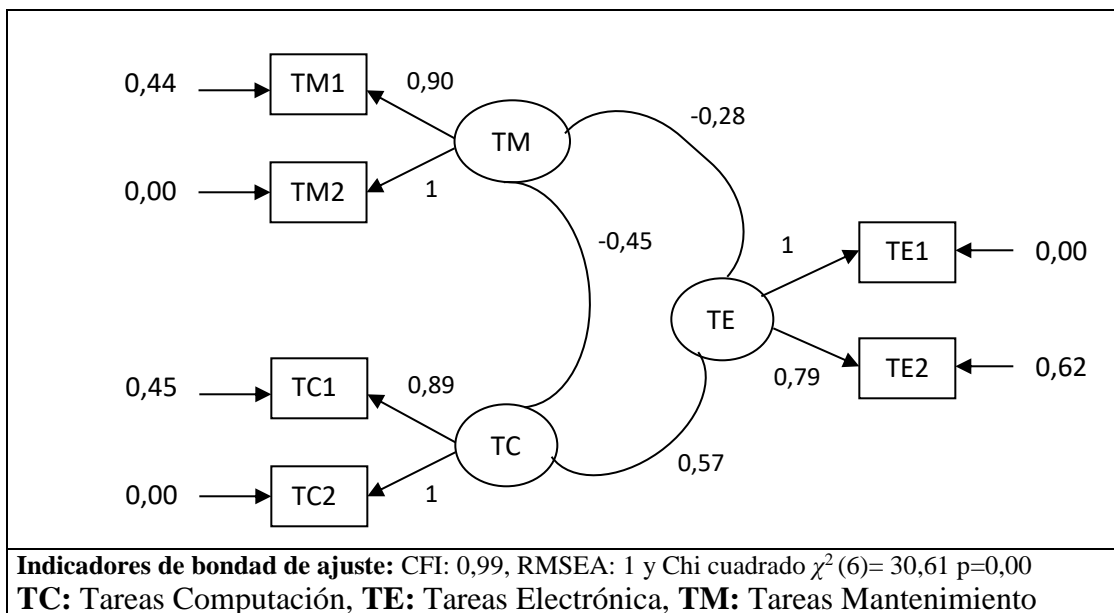 0,44
TM1
0,90
TM
-0,28
0,00
TM2
1
-0,45
1
TE1
0,00
TE
0,45
TC1
0,89
0,79
TE2
0,62
TC
0,57
0,00
TC2
1
Indicadores de bondad de ajuste: CFI: 0,99, RMSEA: 1 y Chi cuadrado χ² (6)= 30,61 p=0,00
TC: Tareas Computación, TE: Tareas Electrónica, TM: Tareas Mantenimiento